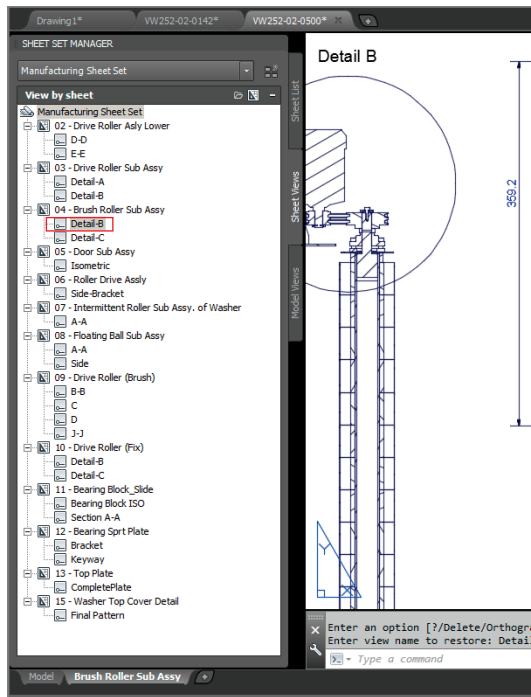 Drawing1*
VW252-02-0142*
VW252-02-0500*
SHEET SET MANAGER
Manufacturing Sheet Set
View by sheet
Manufacturing Sheet Set
02 - Drive Roller Asly Lower
D-D
E-E
03 - Drive Roller Sub Assy
Detail-A
Detail-B
04 - Brush Roller Sub Assy
Detail-B
Detail-C
05 - Door Sub Assy
Isometric
06 - Roller Drive Assly
Side-Bracket
07 - Intermittent Roller Sub Assy. of Washer
A-A
08 - Floating Ball Sub Assy
A-A
Side
09 - Drive Roller (Brush)
B-B
C
D
J-J
10 - Drive Roller (Fix)
Detail-B
Detail-C
11 - Bearing Block_Slide
Bearing Block ISO
Section A-A
12 - Bearing Sprt Plate
Bracket
Keyway
13 - Top Plate
CompletePlate
15 - Washer Top Cover Detail
Final Pattern
Sheet List
Sheet Views
Model Views
Detail B
359.2
Y
X
Enter an option [?/Delete/Orthogra
Enter view name to restore: Detai
Type a command
Model
Brush Roller Sub Assy